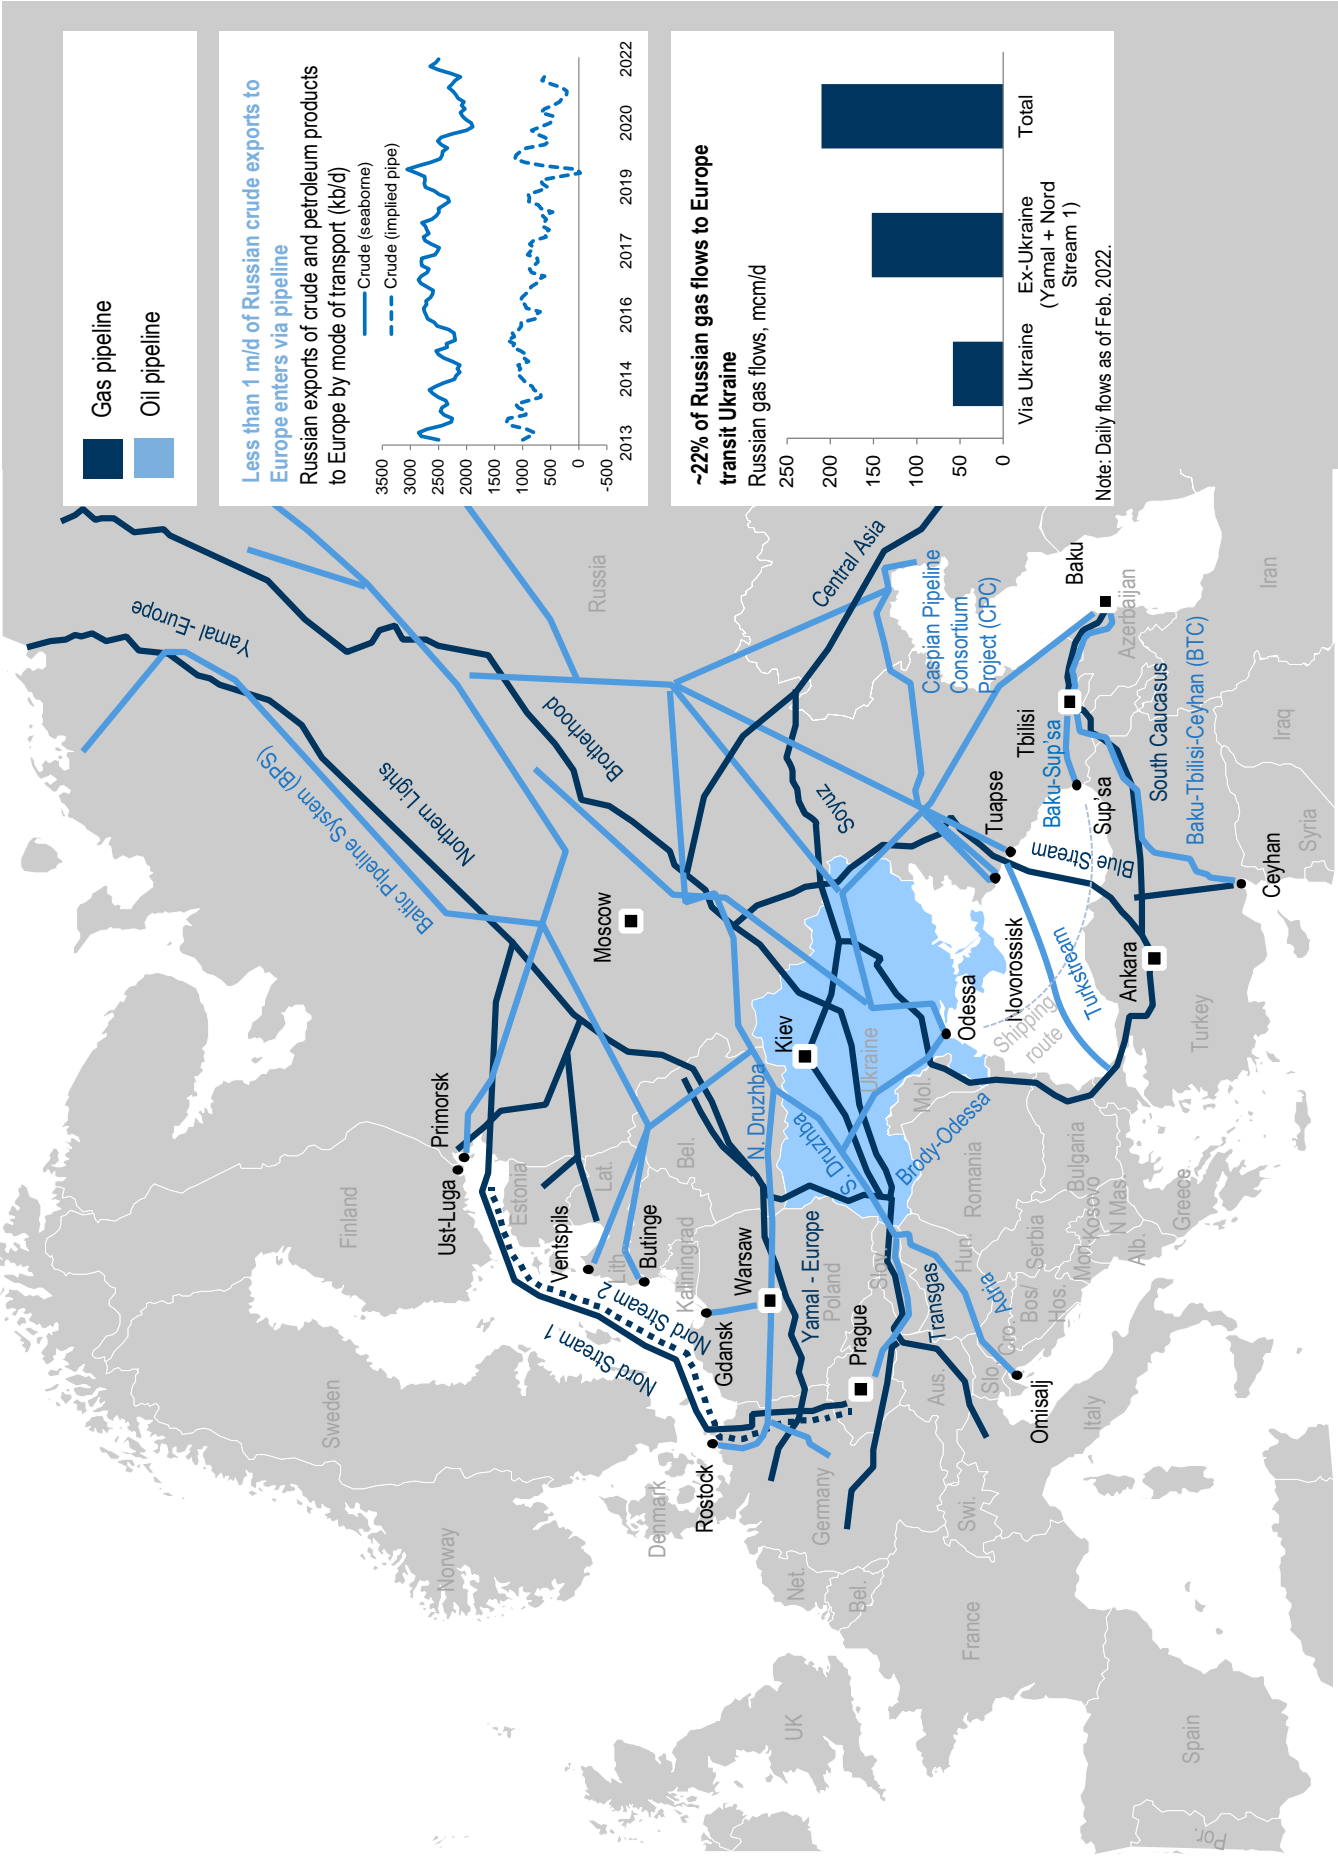 Gas pipeline
Oil pipeline
Less than 1 m/d of Russian crude exports to
Europe enters via pipeline
Russian exports of crude and petroleum products
to Europe by mode of transport (kb/d)
Crude (seaborne)
Crude (implied pipe)
3500
3000
2500
2000
1500
1000
500
0
-500
2013
2014
2016
2017
2019
2020
2022
~22% of Russian gas flows to Europe
transit Ukraine
Russian gas flows, mcm/d
250
200
150
100
50
0
Via Ukraine
Ex-Ukraine
(Yamal + Nord
Stream 1)
Total
Note: Daily flows as of Feb. 2022.
Yamal -Europe
Baltic Pipeline System (BPS)
Northern Lights
Brotherhood
Russia
Moscow
Soyuz
Central Asia
Caspian Pipeline
Consortium
Project (CPC)
Baku
Azerbaijan
Iran
Tbilisi
Baku-Sup'sa
Sup'sa
South Caucasus
Baku-Tbilisi-Ceyhan (BTC)
Iraq
Syria
Tuapse
Blue Stream
Ceyhan
Novorossisk
Turkstream
Ankara
Turkey
Shipping
route
Odessa
Kiev
Ukraine
Mol.
N. Druzhba
S. Druzhba
Brody-Odessa
Primorsk
Ust-Luga
Finland
Estonia
Lat.
Lith.
Bel.
Ventspils
Butinge
Kaliningrad
Nord Stream 2
Nord Stream 1
Gdansk
Warsaw
Yamal - Europe
Poland
Prague
Slov.
Transgas
Hun.
Romania
Bulgaria
Serbia
Kosovo
Mon.
N Mas.
Alb.
Greece
Adria
Bos/
Hos.
Cro.
Slo.
Aus.
Omisalj
Italy
Sweden
Norway
Denmark
Rostock
Germany
Swi.
Net.
Bel.
France
UK
Spain
Por.